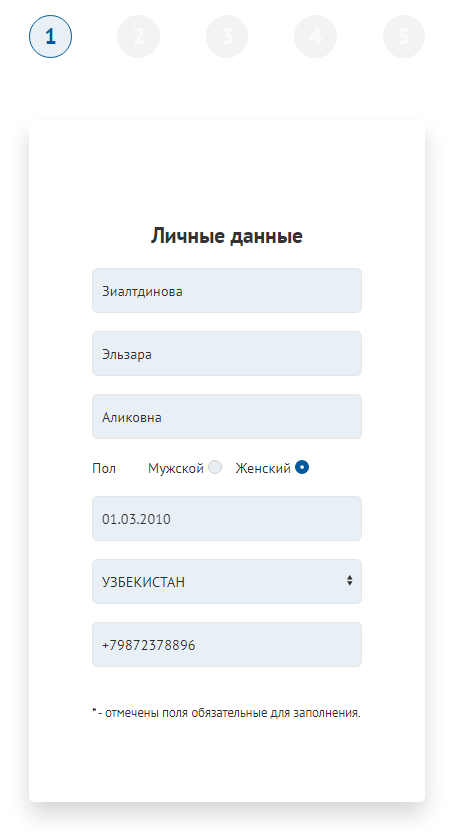 1 2 3 4 5
Личные данные
Зиалтдинова
Эльзара
Аликовна
Пол Мужской Женский
01.03.2010
УЗБЕКИСТАН
+79872378896
* - отмечены поля обязательные для заполнения.